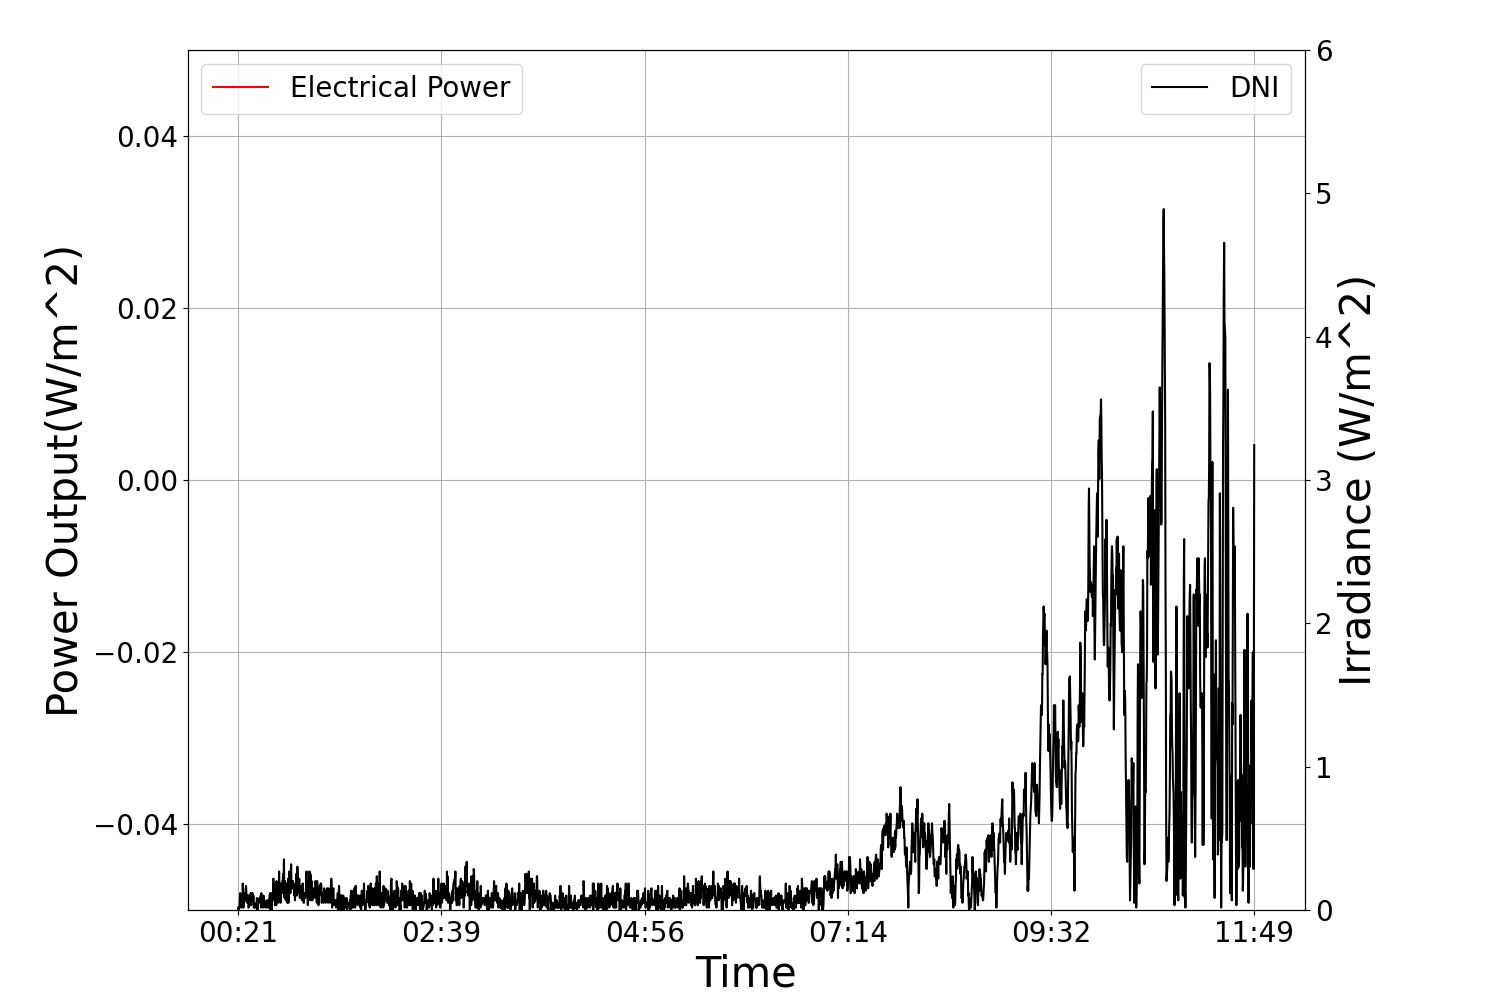 Electrical Power
DNI
Power Output(W/m^2)
0.04
0.02
0.00
−0.02
−0.04
6
5
4
3
2
1
0
Irradiance (W/m^2)
00:21 02:39 04:56 07:14 09:32 11:49
Time